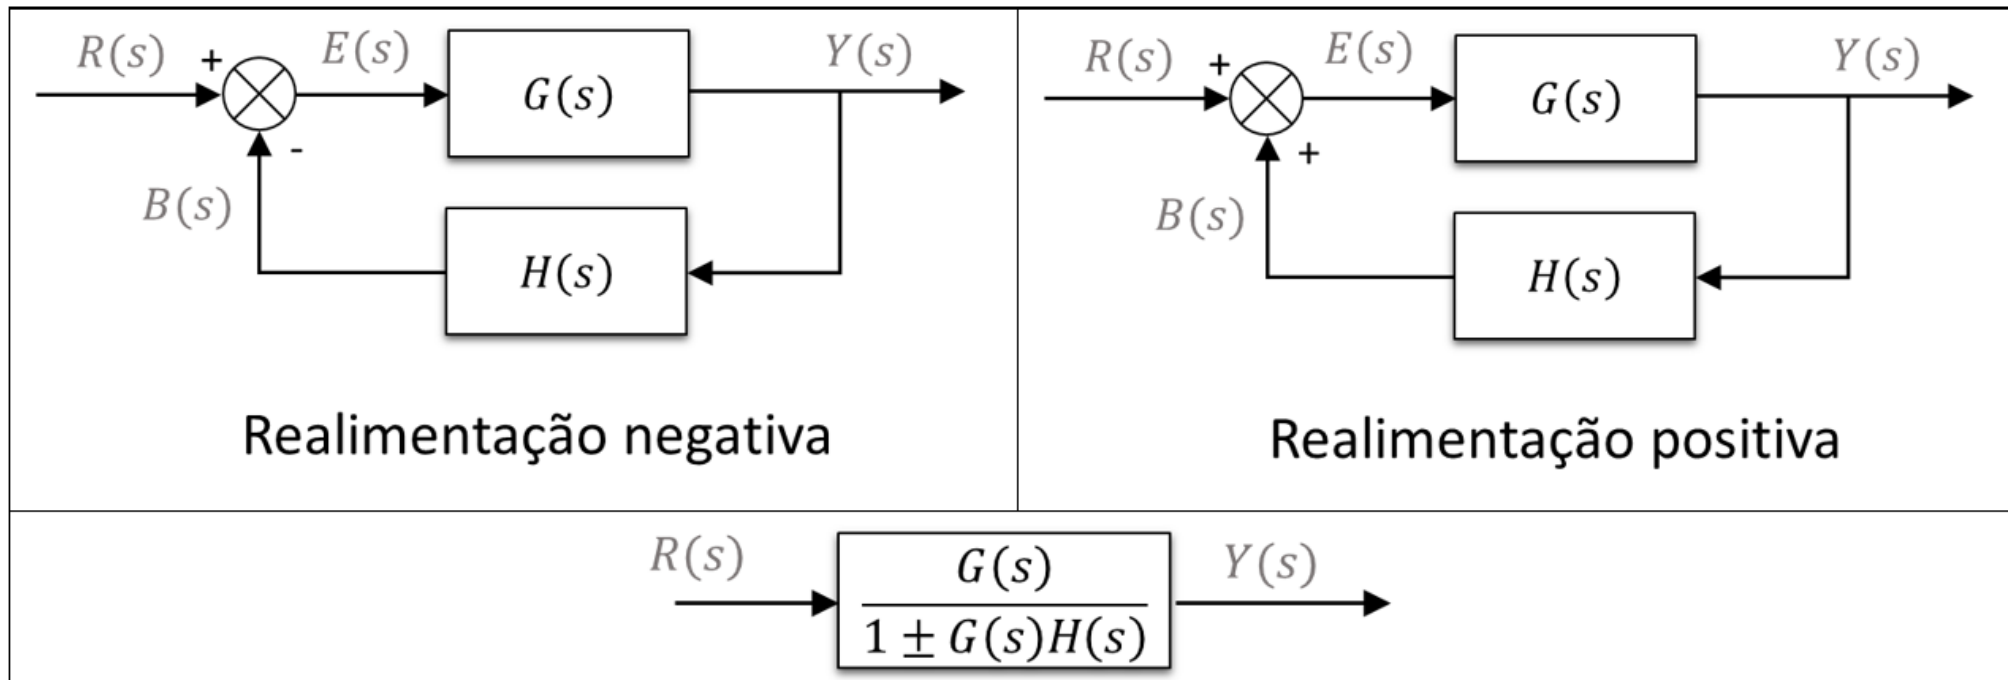 R(s) + E(s) G(s) Y(s)
-
B(s) H(s)
Realimentação negativa
R(s) + E(s) G(s) Y(s)
+
B(s) H(s)
Realimentação positiva
R(s) G(s) Y(s)
1 ± G(s)H(s)